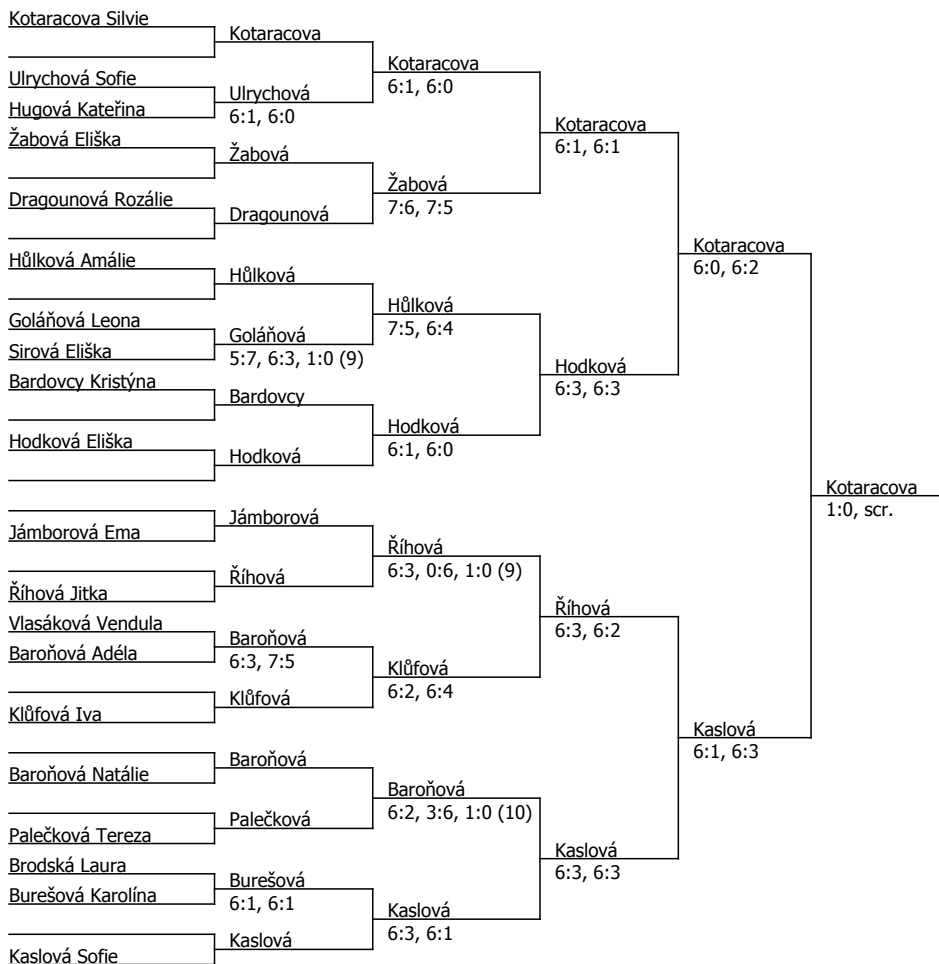 Kotaracova Silvie
Ulrychová Sofie
Hugová Kateřina
Žabová Eliška
Dragounová Rozálie
Hůlková Amálie
Goláňová Leona
Sirová Eliška
Bardovcy Kristýna
Hodková Eliška
Jámborová Ema
Říhová Jitka
Vlasáková Vendula
Baroňová Adéla
Klůfová Iva
Baroňová Natálie
Palečková Tereza
Brodská Laura
Burešová Karolína
Kaslová Sofie
Kotaracova
Ulrychová
6:1, 6:0
Žabová
Dragounová
Hůlková
Goláňová
5:7, 6:3, 1:0 (9)
Bardovcy
Hodková
Jámborová
Říhová
Baroňová
6:3, 7:5
Klůfová
Baroňová
Palečková
Burešová
6:1, 6:1
Kaslová
Kotaracova
6:1, 6:0
Žabová
7:6, 7:5
Hůlková
7:5, 6:4
Hodková
6:1, 6:0
Říhová
6:3, 0:6, 1:0 (9)
Klůfová
6:2, 6:4
Baroňová
6:2, 3:6, 1:0 (10)
Kaslová
6:3, 6:1
Kotaracova
6:1, 6:1
Hodková
6:3, 6:3
Říhová
6:3, 6:2
Kaslová
6:3, 6:3
Kotaracova
6:0, 6:2
Kaslová
6:1, 6:3
Kotaracova
1:0, scr.